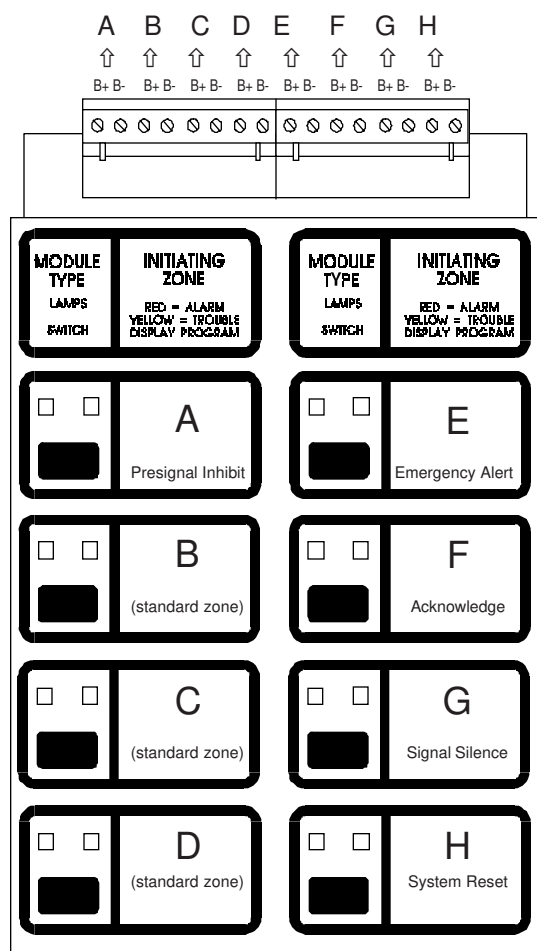 A B C D E F G H
B+ B- B+ B- B+ B- B+ B- B+ B- B+ B- B+ B- B+ B-
MODULE TYPE
LAMPS
SWITCH
INITIATING ZONE
RED = ALARM
YELLOW = TROUBLE
DISPLAY PROGRAM
MODULE TYPE
LAMPS
SWITCH
INITIATING ZONE
RED = ALARM
YELLOW = TROUBLE
DISPLAY PROGRAM
A
Presignal Inhibit
E
Emergency Alert
B
(standard zone)
F
Acknowledge
C
(standard zone)
G
Signal Silence
D
(standard zone)
H
System Reset